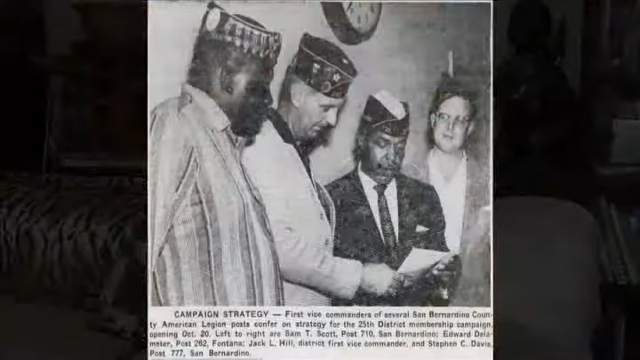 CAMPAIGN STRATEGY — First vice commanders of several San Bernardino Coun-
ty American Legion posts confer on strategy for the 25th District membership campaign,
opening Oct. 20. Left to right are Sam T. Scott, Post 710, San Bernardino; Edward Dela-
meter, Post 262, Fontana; Jack L. Hill, district first vice commander, and Stephen C. Davis,
Post 777, San Bernardino.